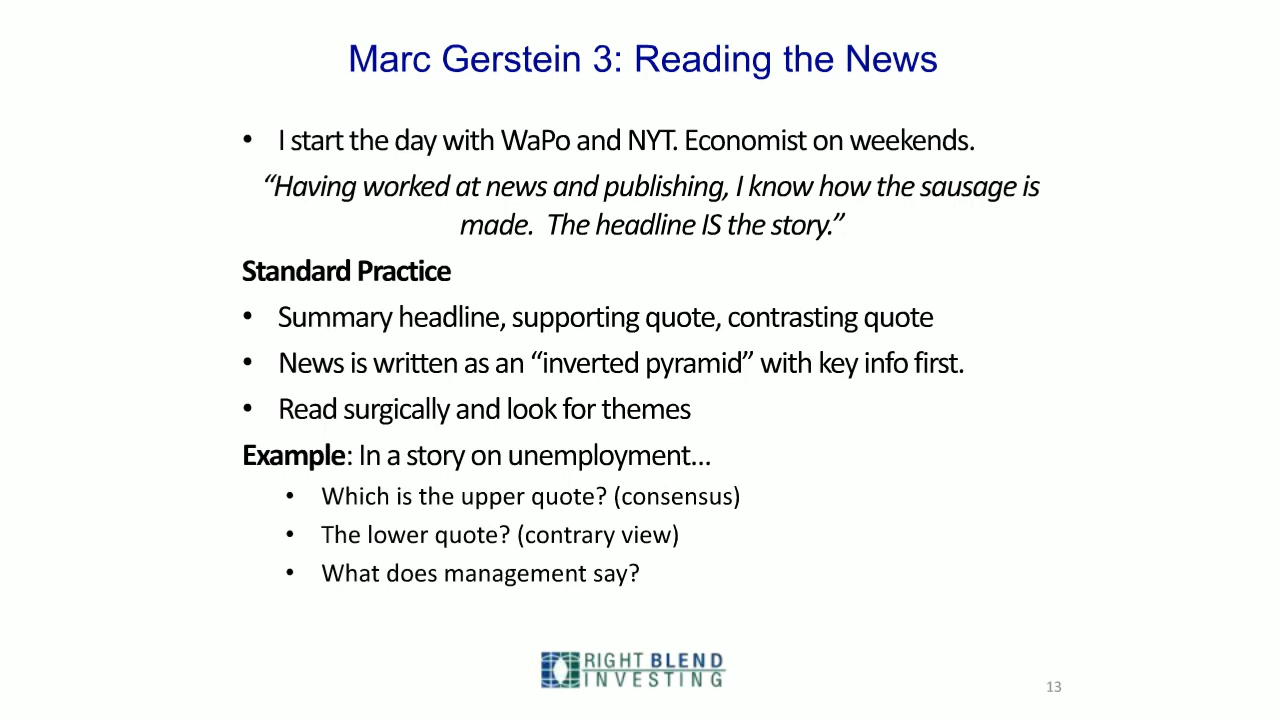 Marc Gerstein 3: Reading the News
• I start the day with WaPo and NYT. Economist on weekends.
“Having worked at news and publishing, I know how the sausage is
made.  The headline IS the story.”
Standard Practice
• Summary headline, supporting quote, contrasting quote
• News is written as an “inverted pyramid” with key info first.
• Read surgically and look for themes
Example: In a story on unemployment…
• Which is the upper quote? (consensus)
• The lower quote? (contrary view)
• What does management say?
RIGHT BLEND
INVESTING
13